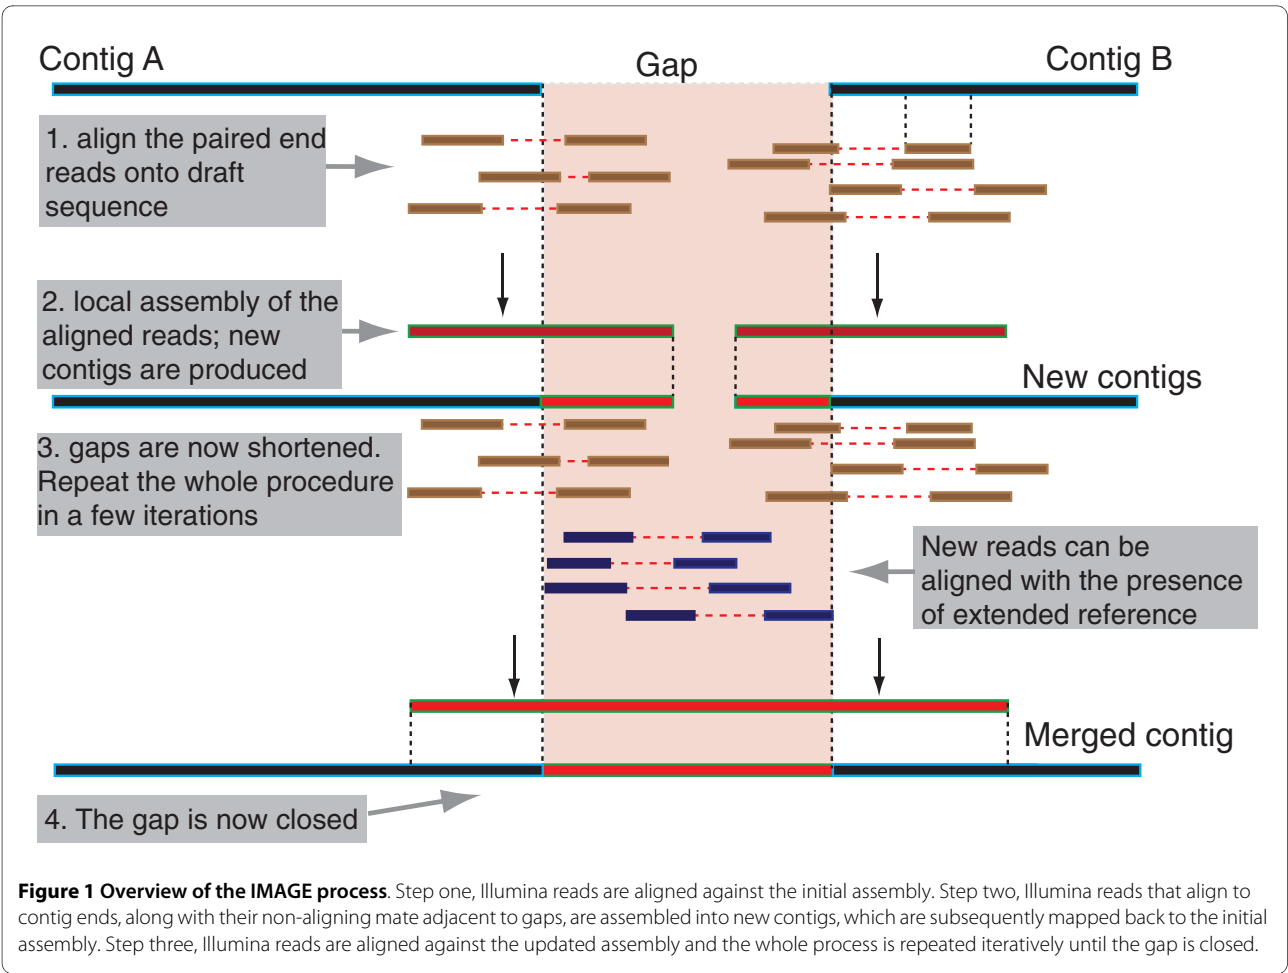 Contig A
Gap
Contig B
1. align the paired end
reads onto draft
sequence
2. local assembly of the
aligned reads; new
contigs are produced
New contigs
3. gaps are now shortened.
Repeat the whole procedure
in a few iterations
New reads can be
aligned with the presence
of extended reference
Merged contig
4. The gap is now closed
Figure 1 Overview of the IMAGE process. Step one, Illumina reads are aligned against the initial assembly. Step two, Illumina reads that align to
contig ends, along with their non-aligning mate adjacent to gaps, are assembled into new contigs, which are subsequently mapped back to the initial
assembly. Step three, Illumina reads are aligned against the updated assembly and the whole process is repeated iteratively until the gap is closed.